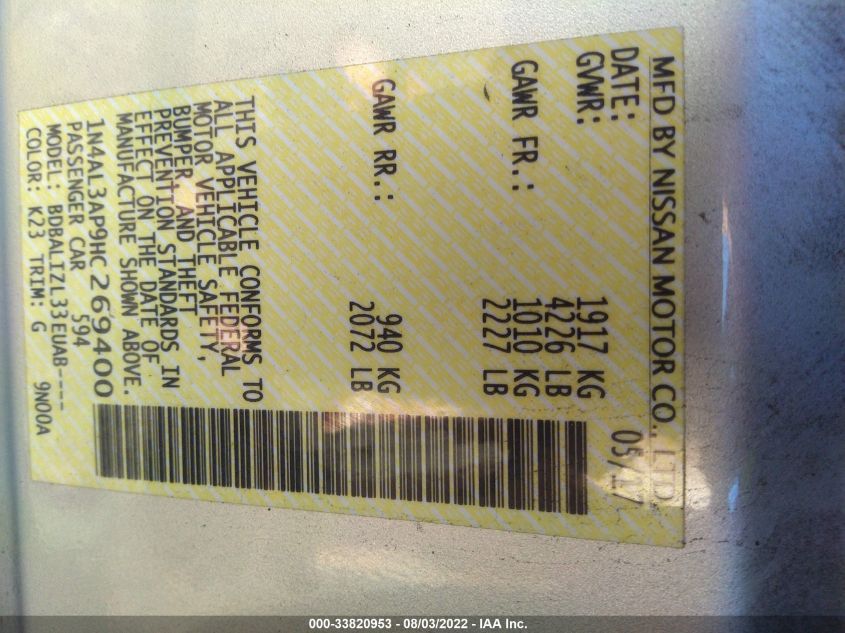 MFD BY NISSAN MOTOR CO., LTD
DATE: 05/17
GVWR: 1917 KG
4226 LB
GAWR FR.: 1010 KG
2227 LB
GAWR RR.: 940 KG
2072 LB
THIS VEHICLE CONFORMS TO
ALL APPLICABLE FEDERAL
MOTOR VEHICLE SAFETY,
BUMPER, AND THEFT
PREVENTION STANDARDS IN
EFFECT ON THE DATE OF
MANUFACTURE SHOWN ABOVE.
1N4AL3AP9HC269400
PASSENGER CAR 594
MODEL: BDBALIZL33EUAB----
COLOR: K23 TRIM: G 9N00A
000-33820953 - 08/03/2022 - IAA Inc.